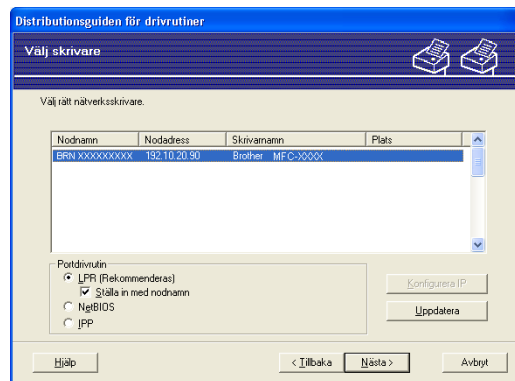 Distributionsguiden för drivrutiner
Välj skrivare
Välj rätt nätverksskrivare.
Nodnamn Nodadress Skrivarnamn Plats
BRN XXXXXXXXX 192.10.20.90 Brother MFC-XXXX
Portdrivrutin
LPR (Rekommenderas)
Ställa in med nodnamn
NetBIOS
IPP
Konfigurera IP
Uppdatera
Hjälp
< Tillbaka
Nästa >
Avbryt